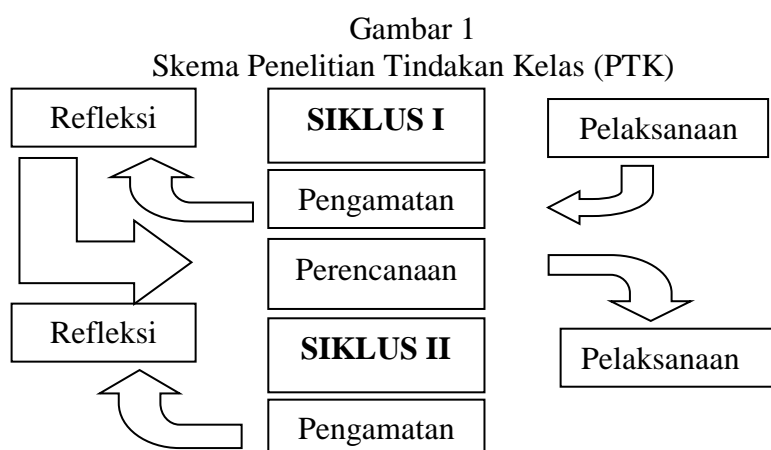 Gambar 1
Skema Penelitian Tindakan Kelas (PTK)
Refleksi
SIKLUS I
Pelaksanaan
Pengamatan
Perencanaan
Refleksi
SIKLUS II
Pelaksanaan
Pengamatan